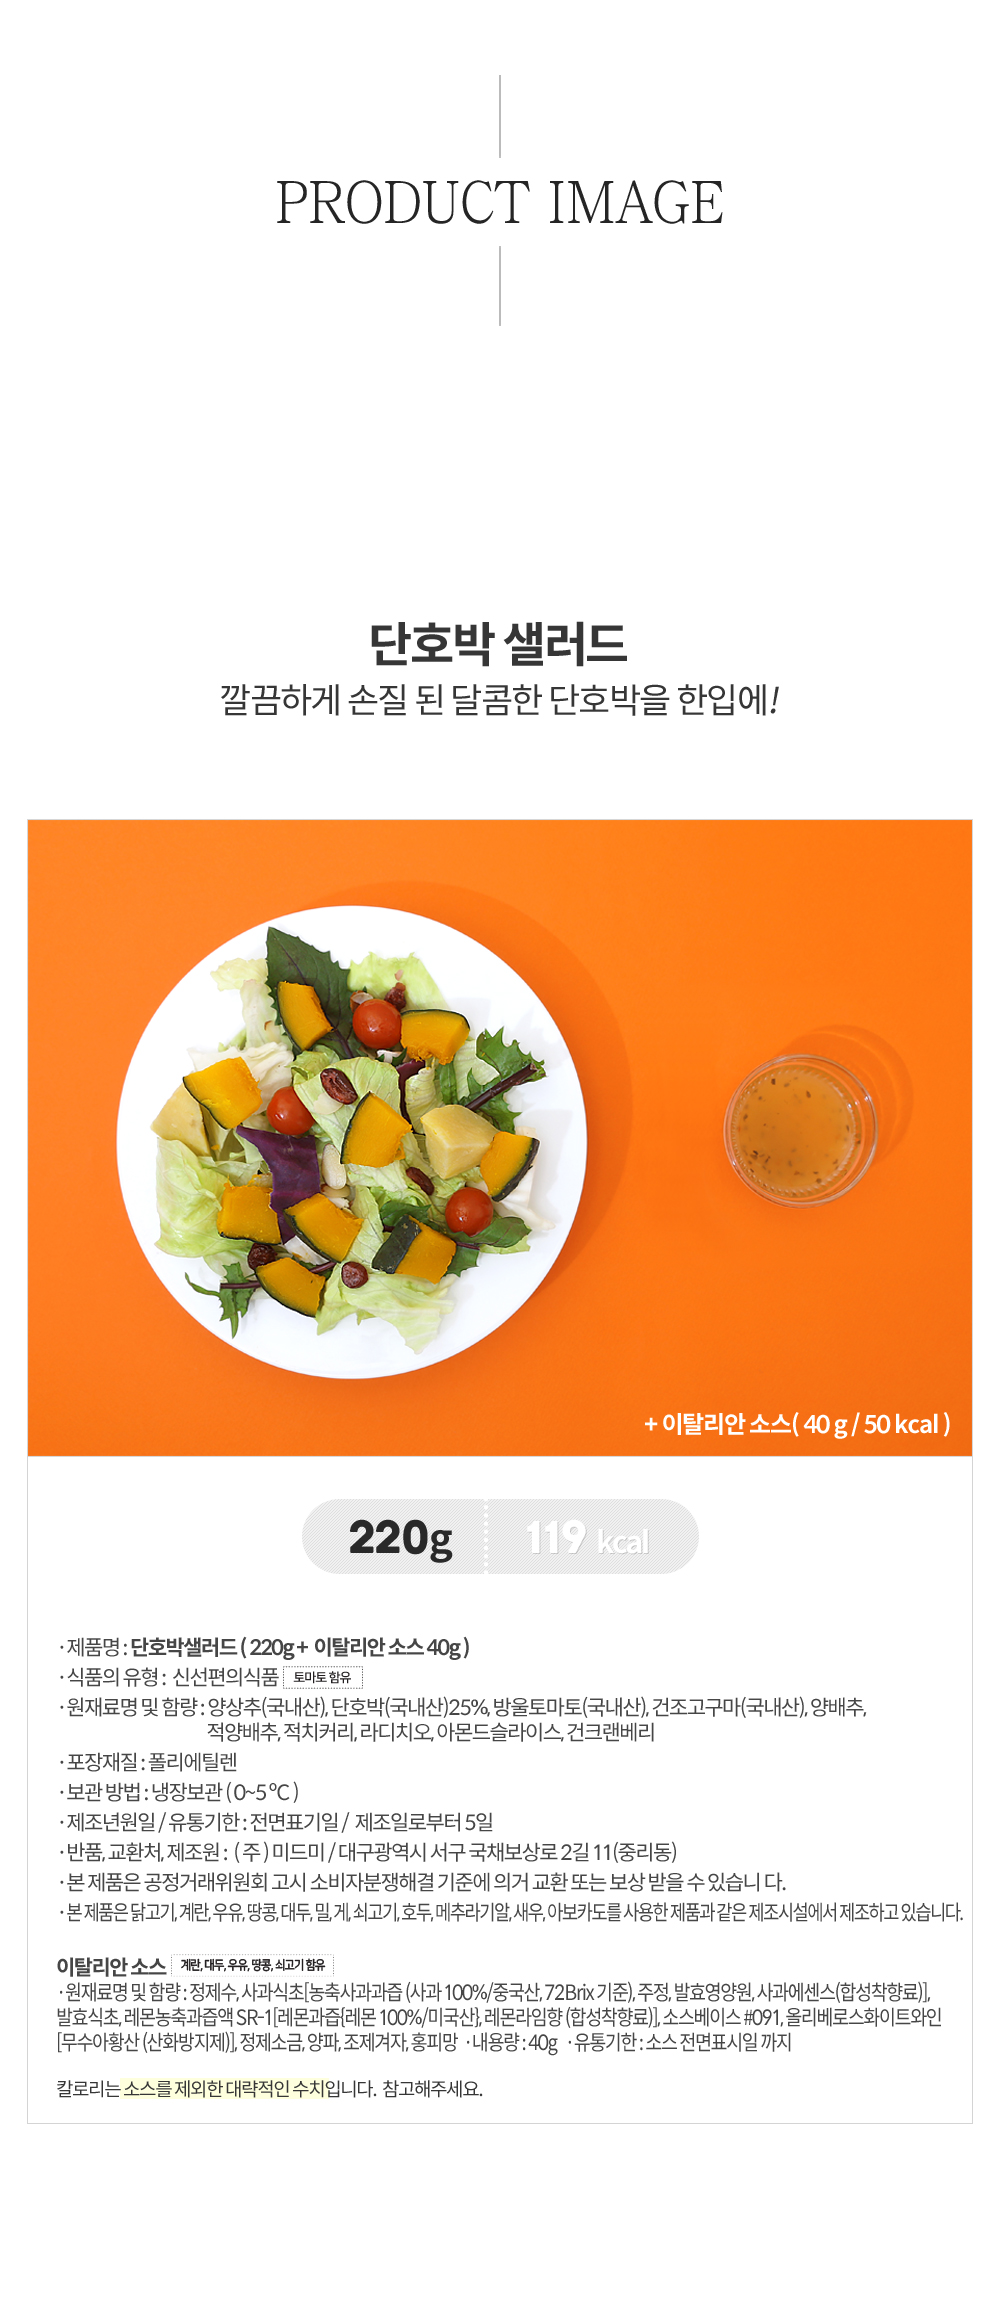 PRODUCT IMAGE
단호박 샐러드
깔끔하게 손질 된 달콤한 단호박을 한입에!
+ 이탈리안 소스( 40 g / 50 kcal )
220g 119 kcal
· 제품명 : 단호박샐러드 ( 220g + 이탈리안 소스 40g )
· 식품의 유형 : 신선편의식품 토마토 함유
· 원재료명 및 함량 : 양상추(국내산), 단호박(국내산)25%, 방울토마토(국내산), 건조고구마(국내산), 양배추,
적양배추, 적치커리, 라디치오, 아몬드슬라이스, 건크랜베리
· 포장재질 : 폴리에틸렌
· 보관 방법 : 냉장보관 ( 0~5 ºC )
· 제조년원일 / 유통기한 : 전면표기일 / 제조일로부터 5일
· 반품, 교환처, 제조원 : ( 주 ) 미드미 / 대구광역시 서구 국채보상로 2길 11(중리동)
· 본 제품은 공정거래위원회 고시 소비자분쟁해결 기준에 의거 교환 또는 보상 받을 수 있습니 다.
· 본 제품은 닭고기, 계란, 우유, 땅콩, 대두, 밀, 게, 쇠고기, 호두, 메추라기알, 새우, 아보카도를 사용한 제품과 같은 제조시설에서 제조하고 있습니다.
이탈리안 소스 계란, 대두, 우유, 땅콩, 쇠고기 함유
· 원재료명 및 함량 : 정제수, 사과식초[농축사과과즙 (사과 100%/중국산, 72Brix 기준), 주정, 발효영양원, 사과에센스(합성착향료)],
발효식초, 레몬농축과즙액 SR-1[레몬과즙{레몬 100%/미국산}, 레몬라임향 (합성착향료)], 소스베이스 #091, 올리베로스화이트와인
[무수아황산 (산화방지제)], 정제소금, 양파, 조제겨자, 홍피망 · 내용량 : 40g · 유통기한 : 소스 전면표시일 까지
칼로리는 소스를 제외한 대략적인 수치입니다. 참고해주세요.